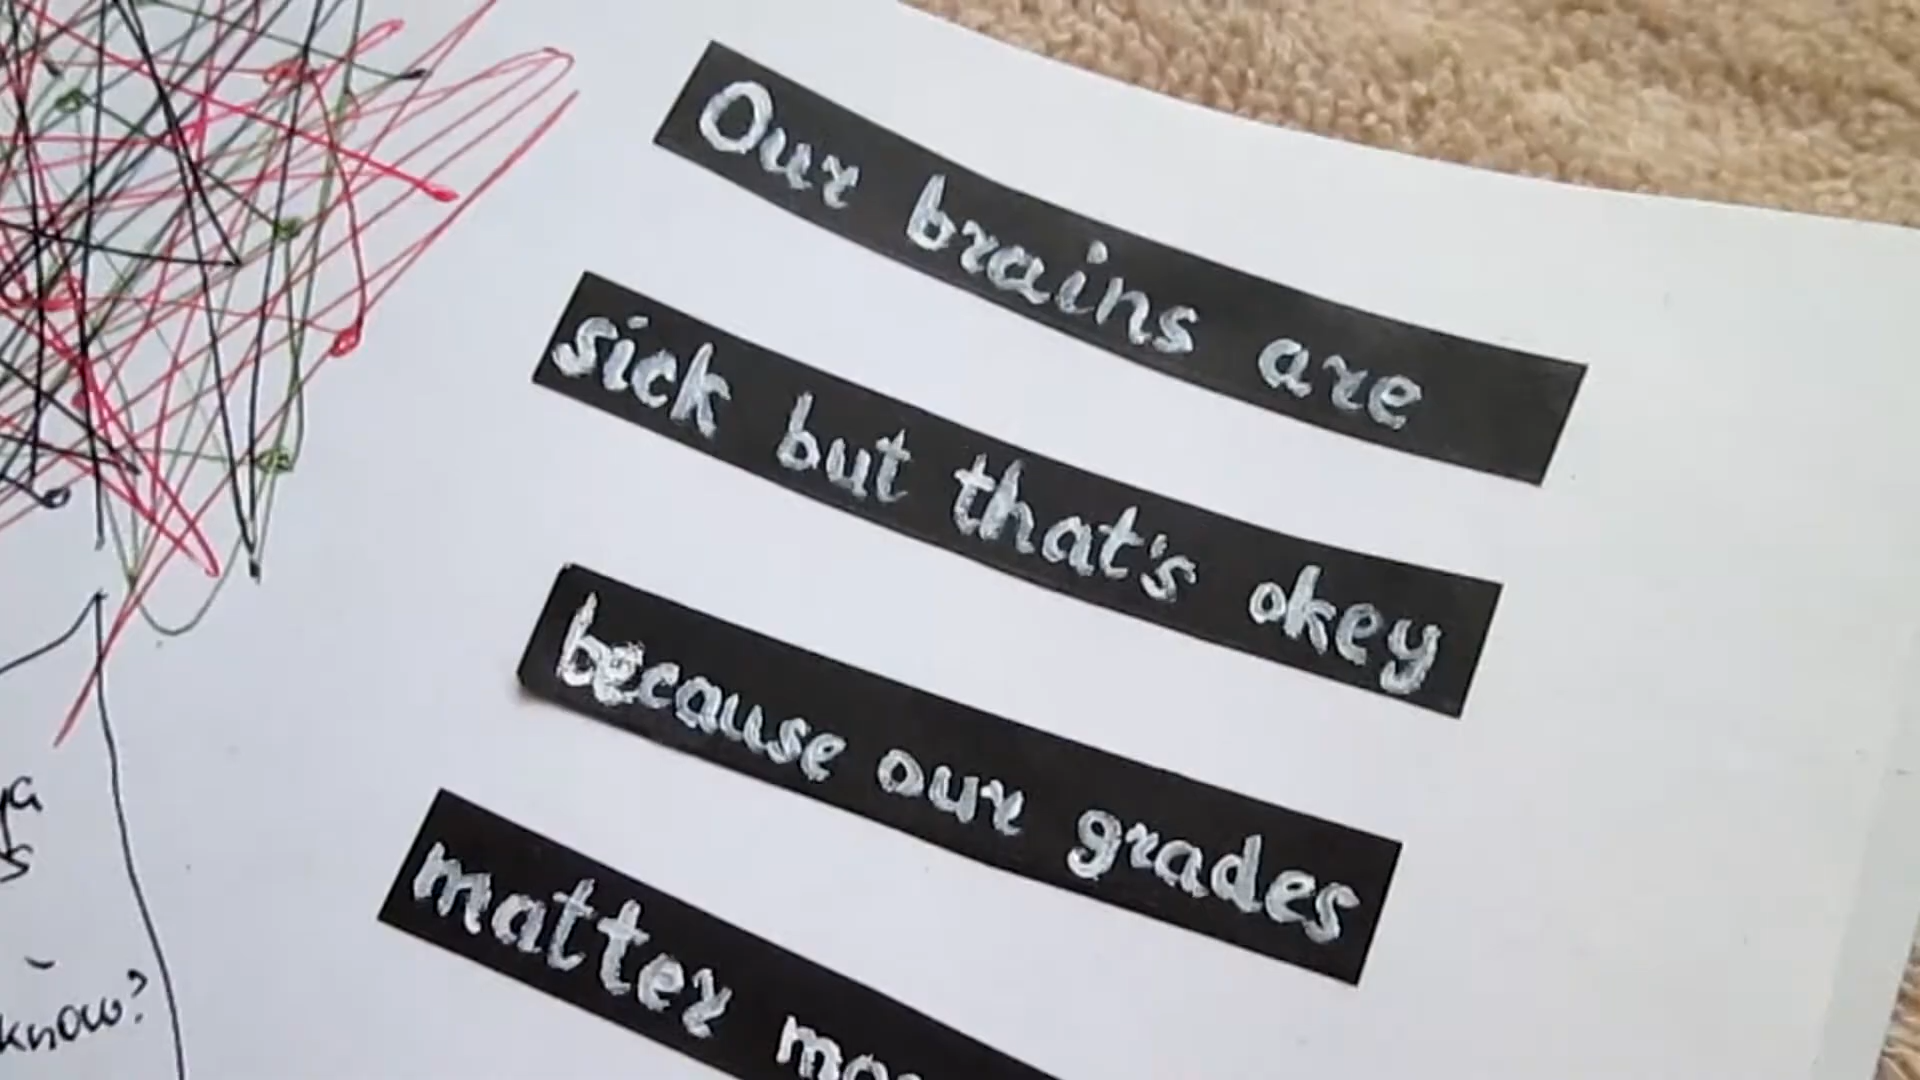 Our brains are
sick but that's okey
because our grades
matter
know?